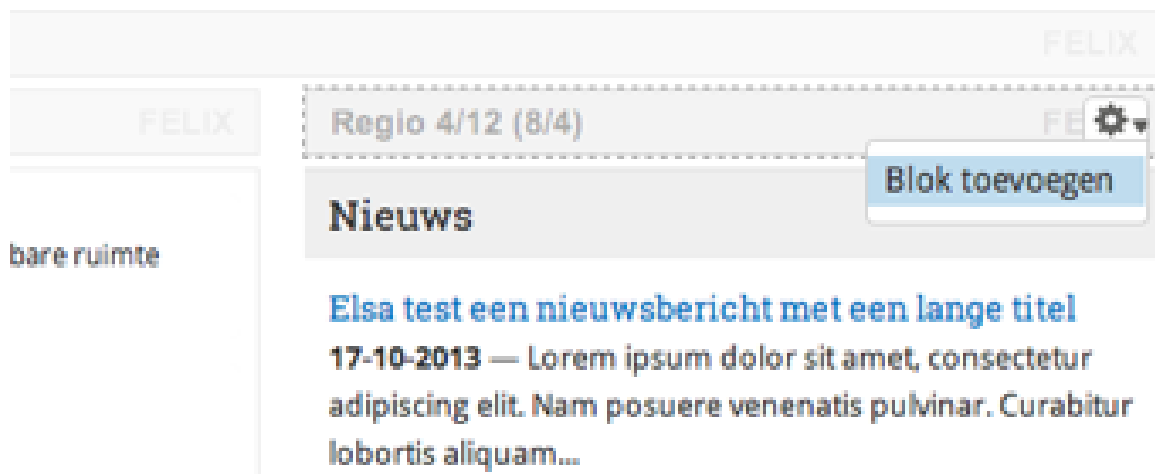 FELIX
FELIX
Regio 4/12 (8/4)
FE
Blok toevoegen
Nieuws
bare ruimte
Elsa test een nieuwsbericht met een lange titel
17-10-2013 — Lorem ipsum dolor sit amet, consectetur
adipiscing elit. Nam posuere venenatis pulvinar. Curabitur
lobortis aliquam...